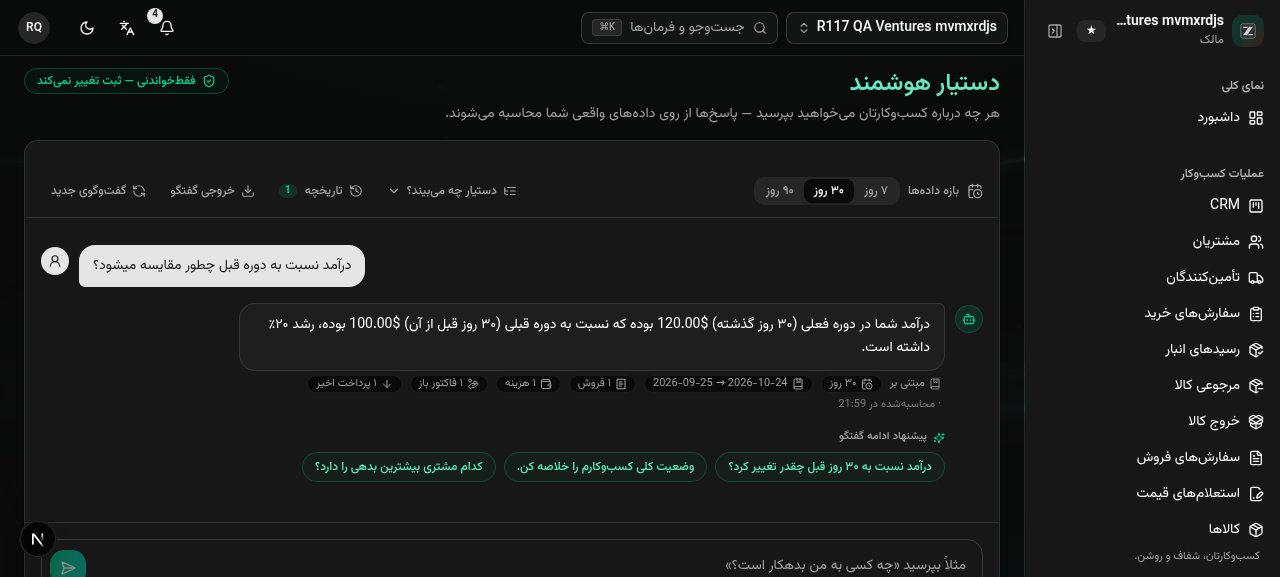 …tures mvmxrdjs
مالک
★
Z
R117 QA Ventures mvmxrdjs
جست‌وجو و فرمان‌ها
⌘K
4
RQ
نمای کلی
داشبورد
عملیات کسب‌وکار
CRM
مشتریان
تأمین‌کنندگان
سفارش‌های خرید
رسیدهای انبار
مرجوعی کالا
خروج کالا
سفارش‌های فروش
استعلام‌های قیمت
کالاها
کسب‌وکارتان، شفاف و روشن.
دستیار هوشمند
فقط‌خواندنی — ثبت تغییر نمی‌کند
هر چه درباره کسب‌وکارتان می‌خواهید بپرسید — پاسخ‌ها از روی داده‌های واقعی شما محاسبه می‌شوند.
بازه داده‌ها
۷ روز
۳۰ روز
۹۰ روز
دستیار چه می‌بیند؟
تاریخچه
1
خروجی گفتگو
گفت‌وگوی جدید
درآمد نسبت به دوره قبل چطور مقایسه میشود؟
درآمد شما در دوره فعلی (۳۰ روز گذشته) $120.00 بوده که نسبت به دوره قبلی (۳۰ روز قبل از آن) $100.00 بوده، رشد ۲۰٪
داشته است.
مبتنی بر
۳۰ روز
2026-09-25 → 2026-10-24
۱ فروش
۱ هزینه
۱ فاکتور باز
۱ پرداخت اخیر
· محاسبه‌شده در 21:59
پیشنهاد ادامه گفتگو
درآمد نسبت به ۳۰ روز قبل چقدر تغییر کرد؟
وضعیت کلی کسب‌وکارم را خلاصه کن.
کدام مشتری بیشترین بدهی را دارد؟
مثلاً بپرسید «چه کسی به من بدهکار است؟»
N